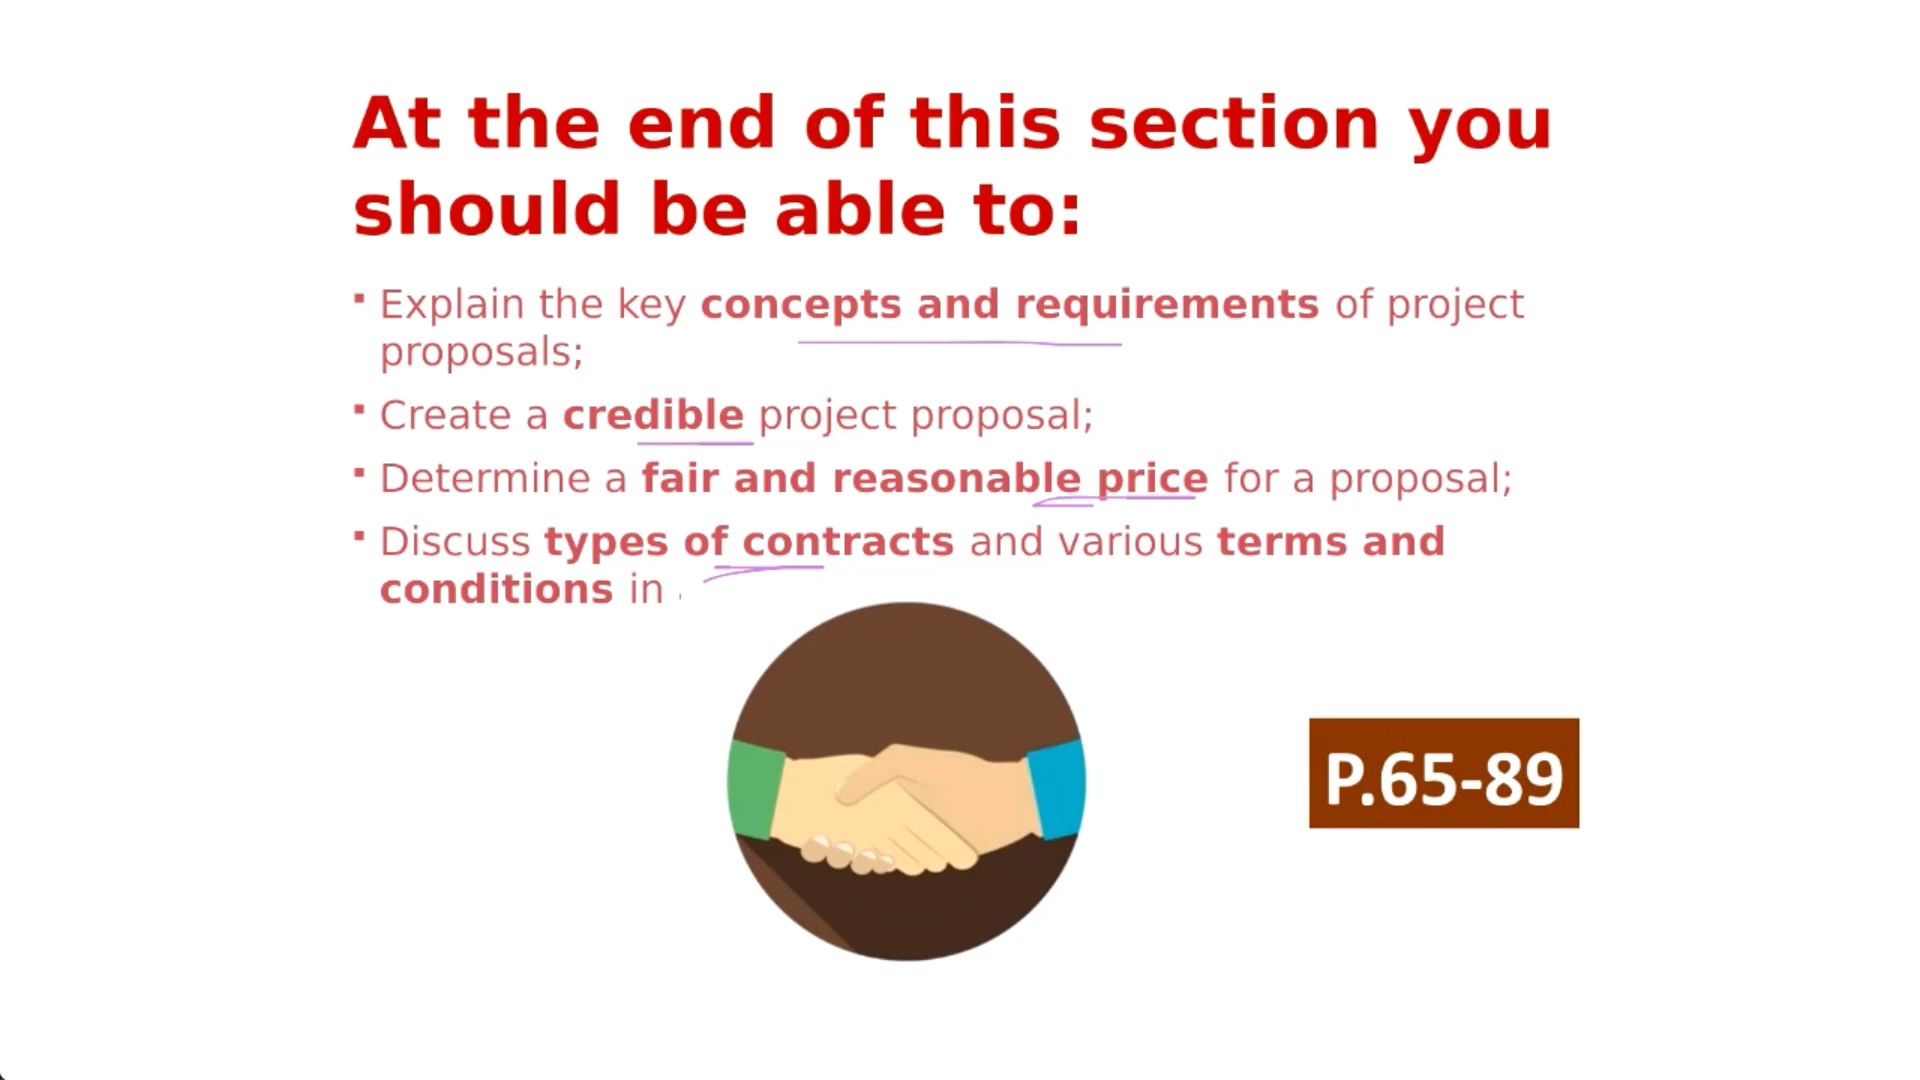 At the end of this section you
should be able to:
▪ Explain the key concepts and requirements of project
proposals;
▪ Create a credible project proposal;
▪ Determine a fair and reasonable price for a proposal;
▪ Discuss types of contracts and various terms and
conditions in
P.65-89